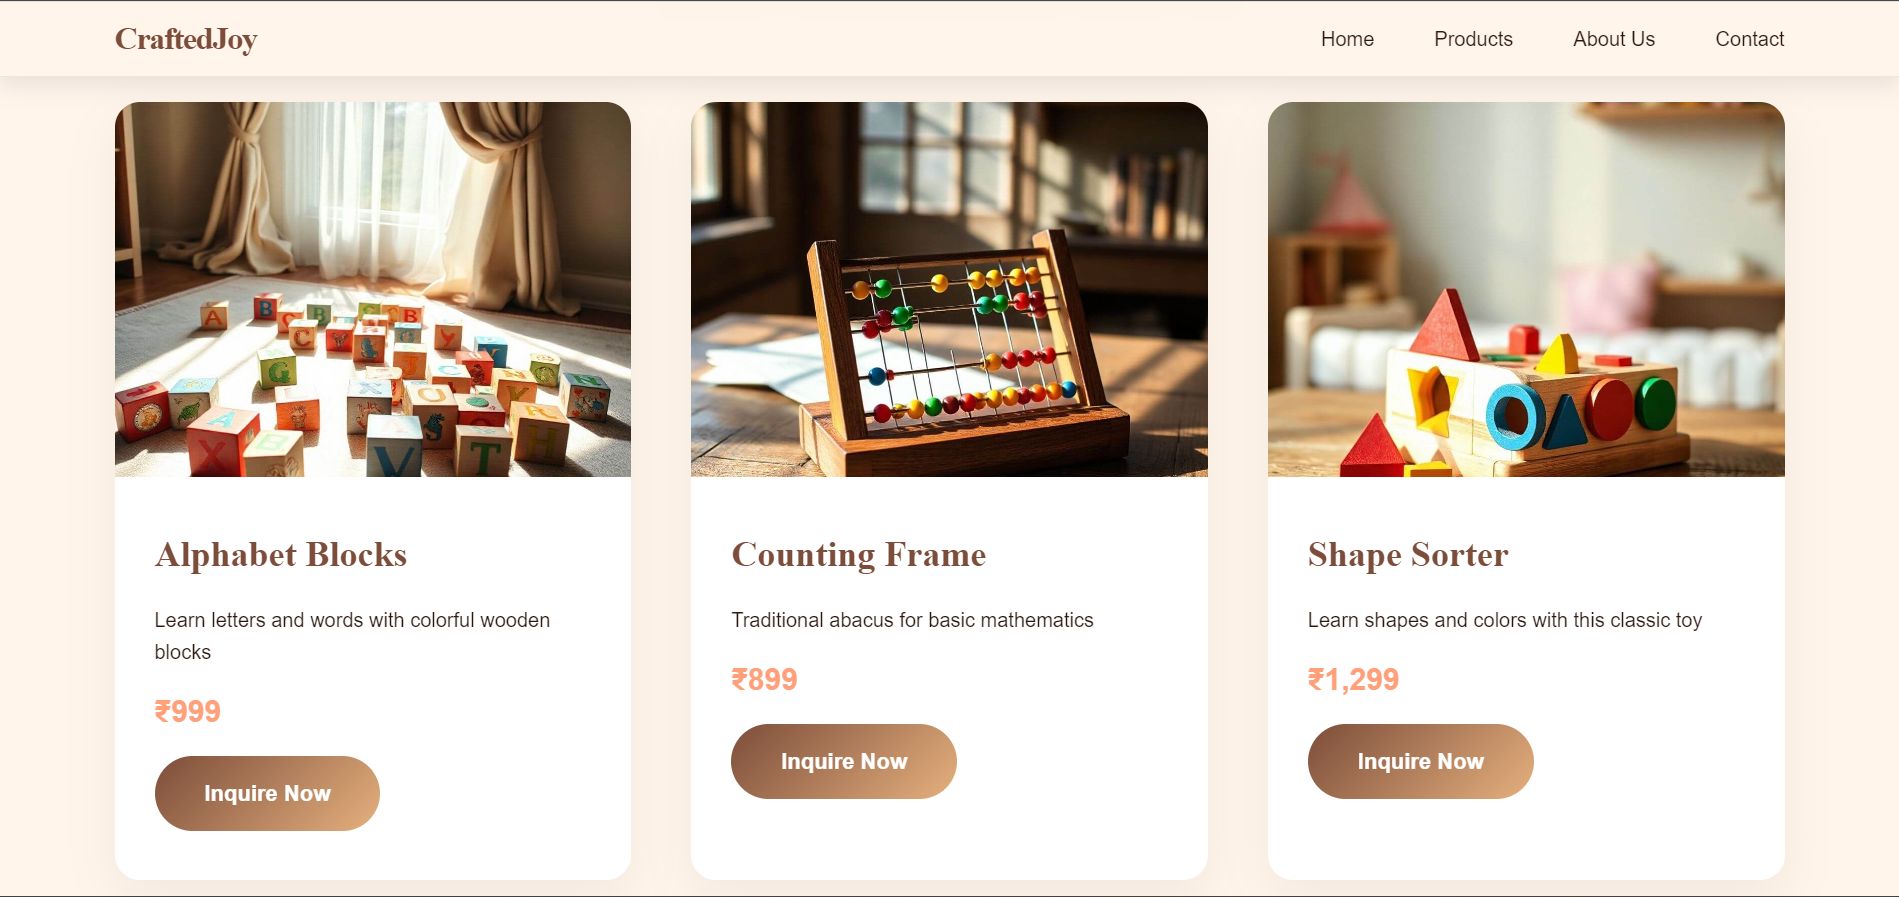 CraftedJoy
Home
Products
About Us
Contact
Alphabet Blocks
Learn letters and words with colorful wooden
blocks
₹999
Inquire Now
Counting Frame
Traditional abacus for basic mathematics
₹899
Inquire Now
Shape Sorter
Learn shapes and colors with this classic toy
₹1,299
Inquire Now